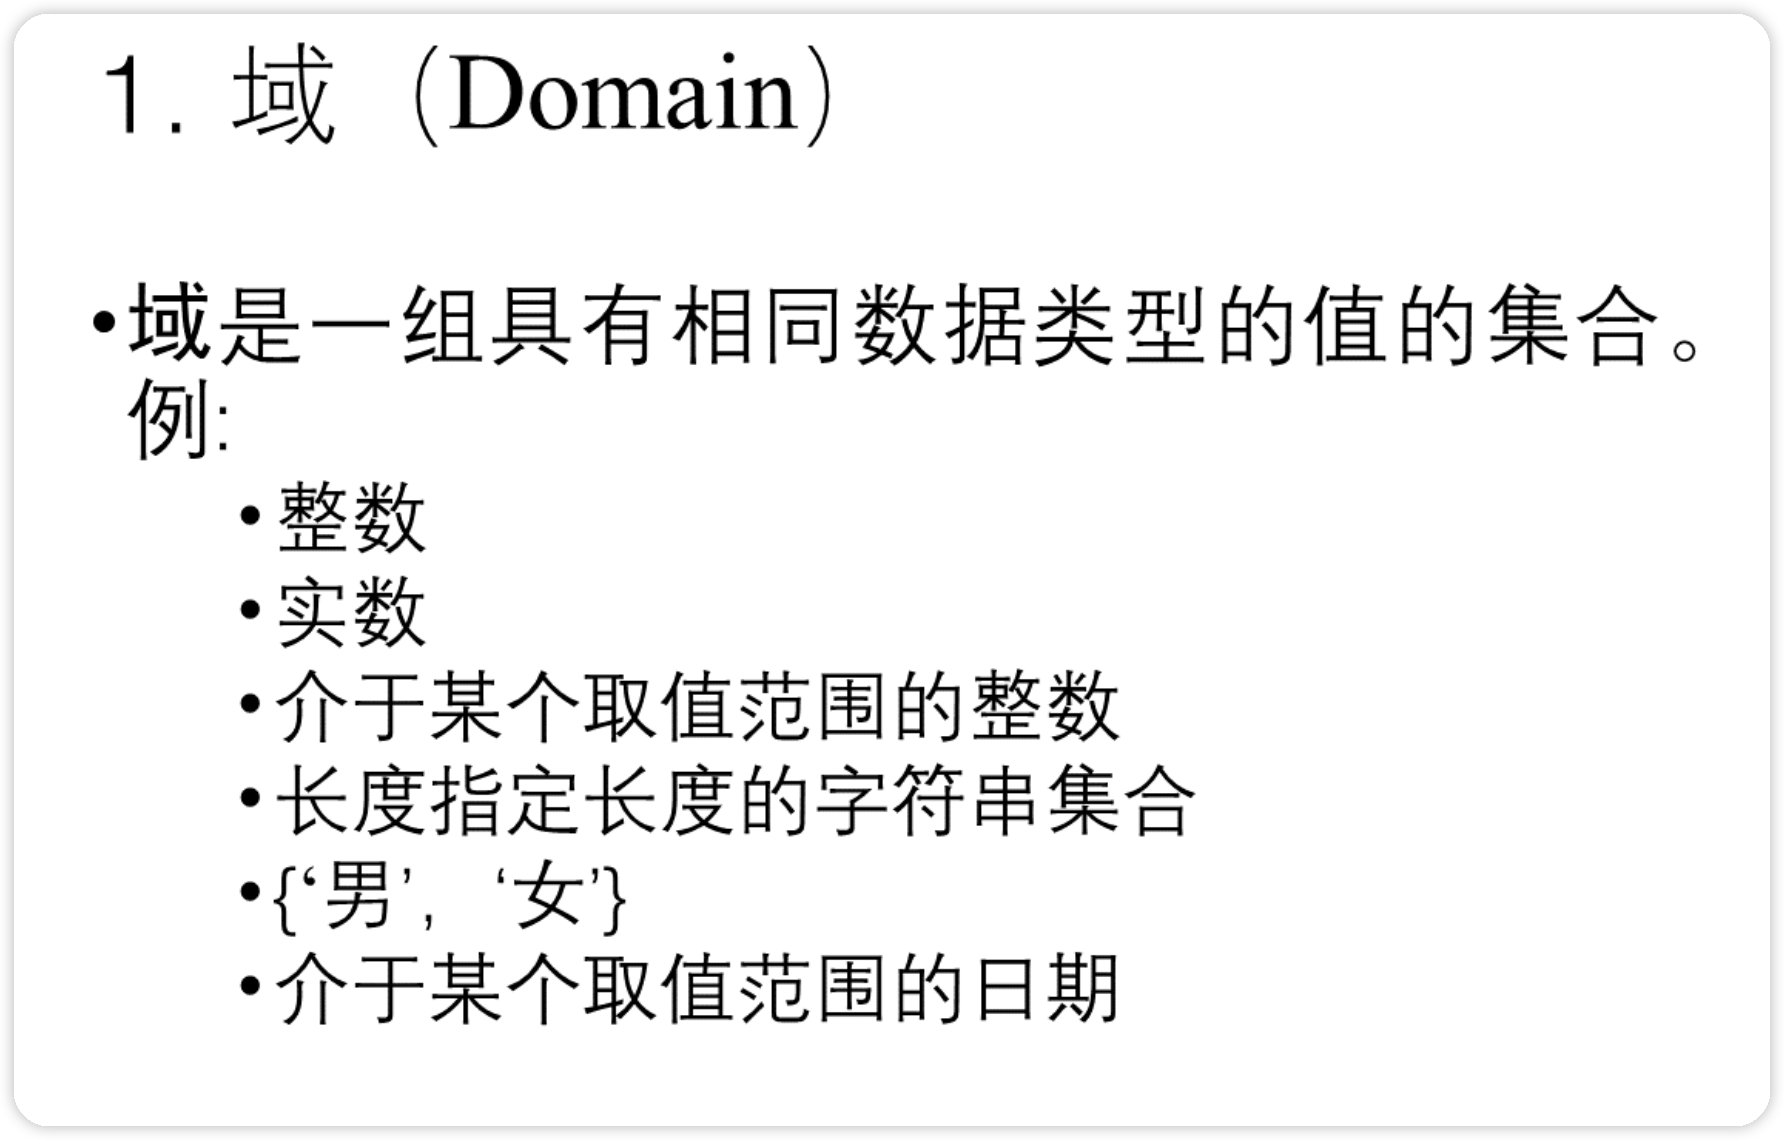 1. 域（Domain）
•域是一组具有相同数据类型的值的集合。
例:
•整数
•实数
•介于某个取值范围的整数
•长度指定长度的字符串集合
•{‘男’，‘女’}
•介于某个取值范围的日期